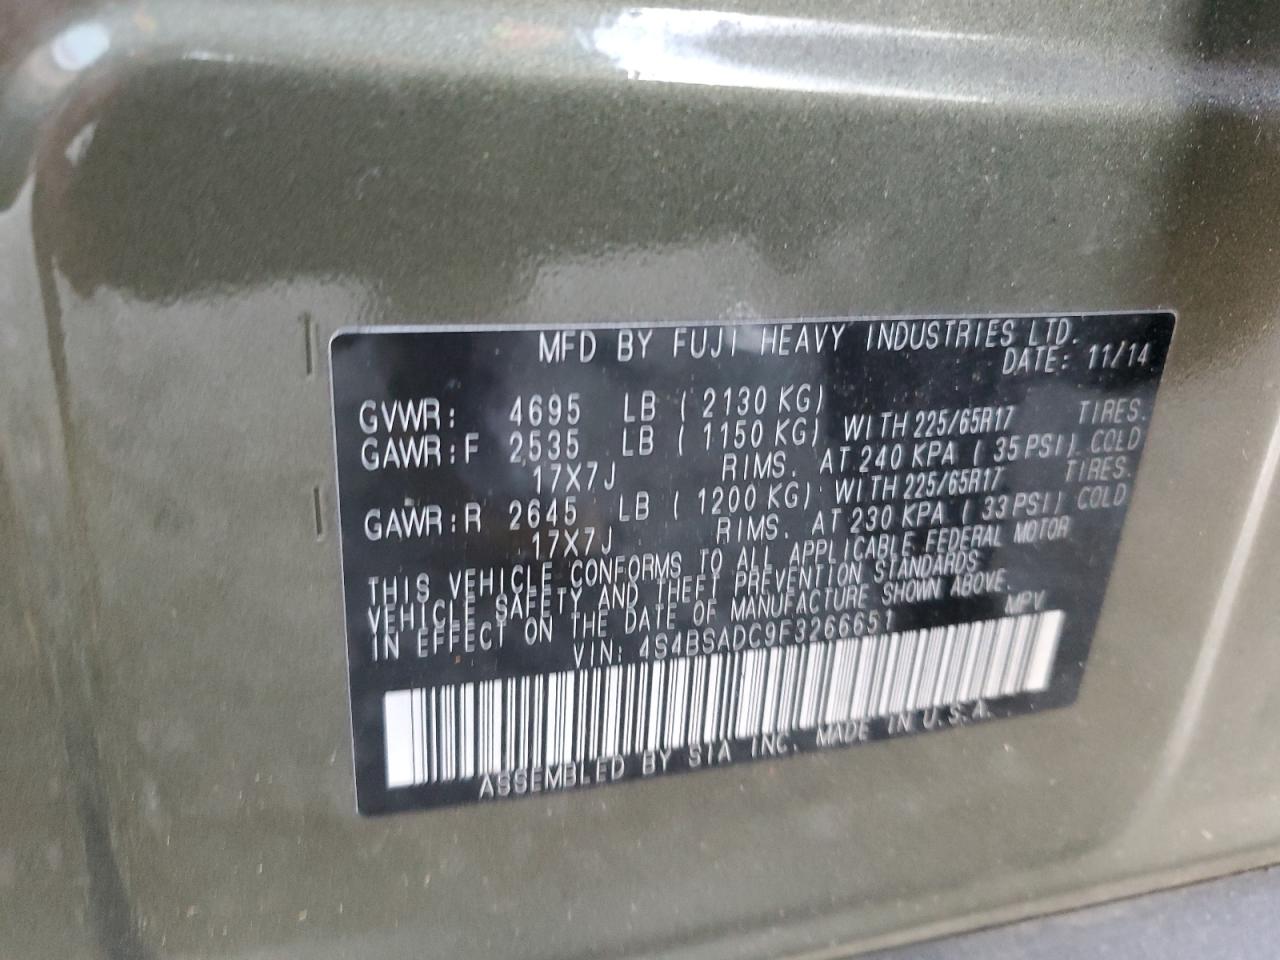 MFD BY FUJI HEAVY INDUSTRIES LTD.
DATE: 11/14
GVWR: 4695 LB (2130 KG)
GAWR:F 2535 LB (1150 KG) WITH 225/65R17 TIRES.
17X7J RIMS. AT 240 KPA (35 PSI) COLD
GAWR:R 2645 LB (1200 KG) WITH 225/65R17 TIRES.
17X7J RIMS. AT 230 KPA (33 PSI) COLD
THIS VEHICLE CONFORMS TO ALL APPLICABLE FEDERAL MOTOR
VEHICLE SAFETY AND THEFT PREVENTION STANDARDS
IN EFFECT ON THE DATE OF MANUFACTURE SHOWN ABOVE.
VIN: 4S4BSADC9F3266651 MPV
ASSEMBLED BY SIA INC. MADE IN U.S.A.